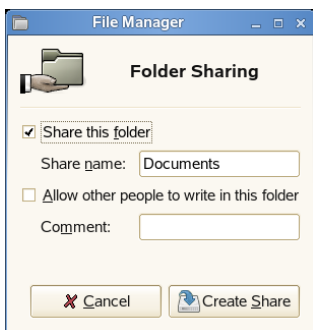 File Manager
Folder Sharing
Share this folder
Share name: Documents
Allow other people to write in this folder
Comment:
Cancel Create Share